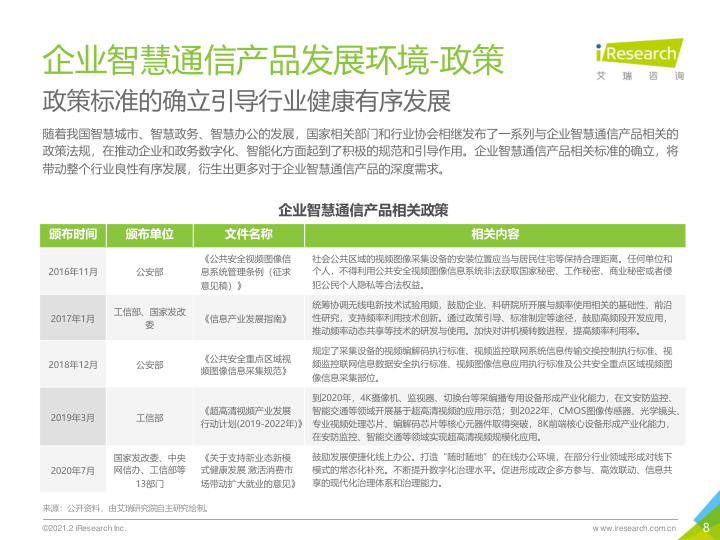 企业智慧通信产品发展环境-政策
iResearch
艾 瑞 咨 询
政策标准的确立引导行业健康有序发展
随着我国智慧城市、智慧政务、智慧办公的发展，国家相关部门和行业协会相继发布了一系列与企业智慧通信产品相关的
政策法规，在推动企业和政务数字化、智能化方面起到了积极的规范和引导作用。企业智慧通信产品相关标准的确立，将
带动整个行业良性有序发展，衍生出更多对于企业智慧通信产品的深度需求。
企业智慧通信产品相关政策
颁布时间 颁布单位 文件名称 相关内容
2016年11月
公安部
《公共安全视频图像信
息系统管理条例（征求
意见稿）》
社会公共区域的视频图像采集设备的安装位置应当与居民住宅等保持合理距离。任何单位和
个人，不得利用公共安全视频图像信息系统非法获取国家秘密、工作秘密、商业秘密或者侵
犯公民个人隐私等合法权益。
2017年1月
工信部、国家发改
委
《信息产业发展指南》
统筹协调无线电新技术试验用频，鼓励企业、科研院所开展与频率使用相关的基础性、前沿
性研究，支持频率利用技术创新。通过政策引导、标准制定等途径，鼓励高频段开发应用，
推动频率动态共享等技术的研发与使用。加快对讲机模转数进程，提高频率利用率。
2018年12月
公安部
《公共安全重点区域视
频图像信息采集规范》
规定了采集设备的视频编解码执行标准、视频监控联网系统信息传输交换控制执行标准、视
频监控联网信息数据安全执行标准、视频图像信息应用执行标准及公共安全重点区域视频图
像信息采集部位。
2019年3月
工信部
《超高清视频产业发展
行动计划(2019-2022年)》
到2020年，4K摄像机、监视器、切换台等采编播专用设备形成产业化能力，在文安防监控、
智能交通等领域开展基于超高清视频的应用示范；到2022年，CMOS图像传感器、光学镜头、
专业视频处理芯片、编解码芯片等核心元器件取得突破，8K前端核心设备形成产业化能力，
在安防监控、智能交通等领域实现超高清视频规模化应用。
2020年7月
国家发改委、中央
网信办、工信部等
13部门
《关于支持新业态新模
式健康发展 激活消费市
场带动扩大就业的意见》
鼓励发展便捷化线上办公。打造“随时随地”的在线办公环境，在部分行业领域形成对线下
模式的常态化补充。不断提升数字化治理水平。促进形成政企多方参与、高效联动、信息共
享的现代化治理体系和治理能力。
来源：公开资料，由艾瑞研究院自主研究绘制。
©2021.2 iResearch Inc.
www.iresearch.com.cn
8